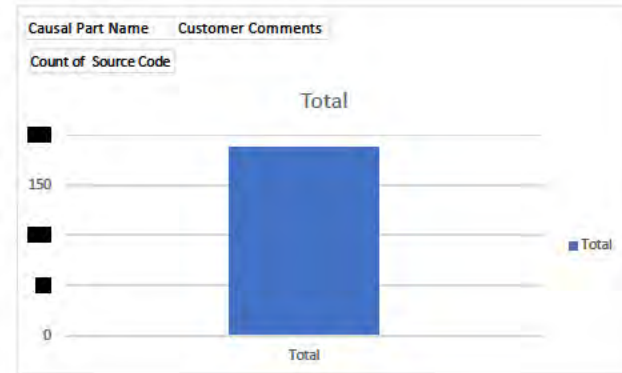 Causal Part Name Customer Comments
Count of Source Code
Total
150
Total
0
Total